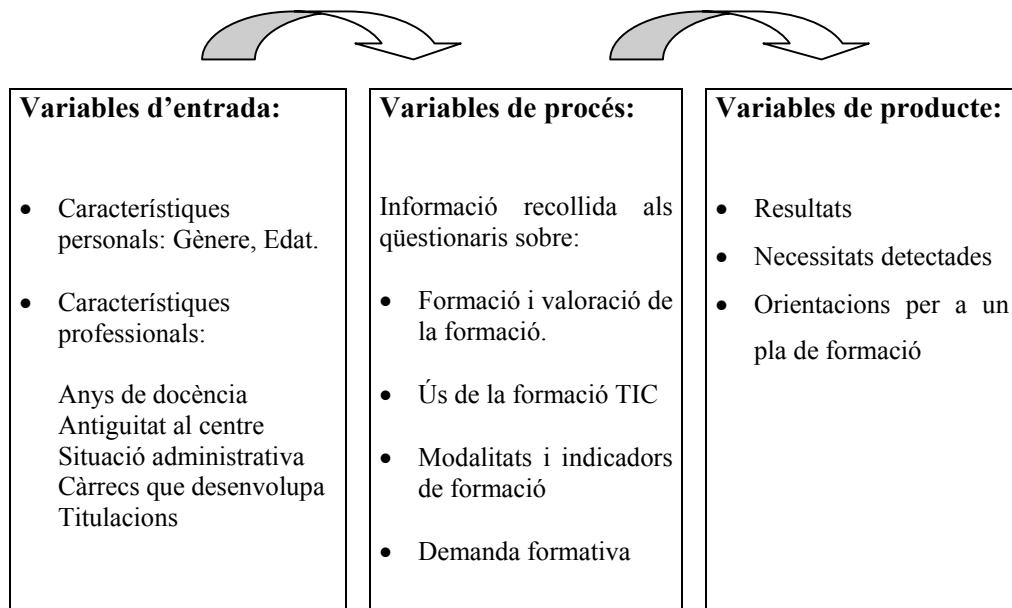 Variables d’entrada:
• Característiques
personals: Gènere, Edat.
• Característiques
professionals:
Anys de docència
Antiguitat al centre
Situació administrativa
Càrrecs que desenvolupa
Titulacions
Variables de procés:
Informació recollida als
qüestionaris sobre:
• Formació i valoració de
la formació.
• Ús de la formació TIC
• Modalitats i indicadors
de formació
• Demanda formativa
Variables de producte:
• Resultats
• Necessitats detectades
• Orientacions per a un
pla de formació